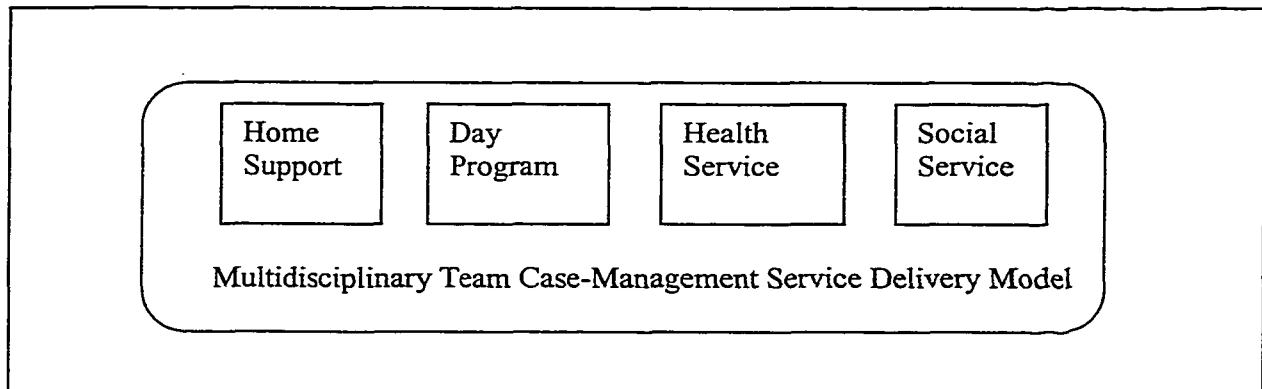 Home
Support
Day
Program
Health
Service
Social
Service
Multidisciplinary Team Case-Management Service Delivery Model